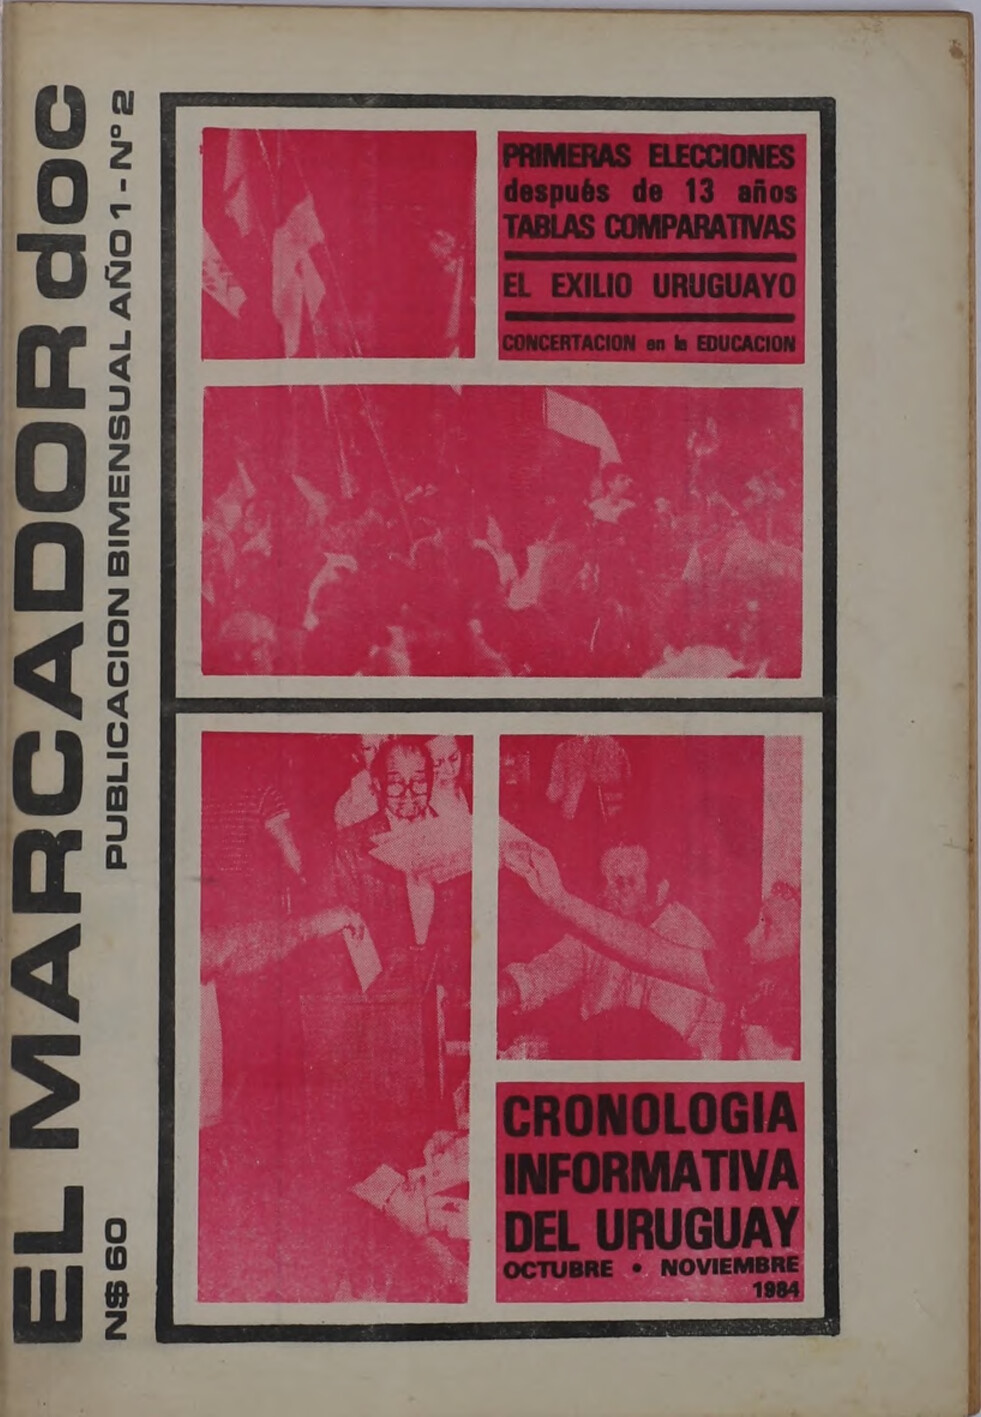 EL MARCADOR doc
N$ 60
PUBLICACION BIMENSUAL AÑO 1 - Nº 2
PRIMERAS ELECCIONES
después de 13 años
TABLAS COMPARATIVAS
EL EXILIO URUGUAYO
CONCERTACION en la EDUCACION
CRONOLOGIA
INFORMATIVA
DEL URUGUAY
OCTUBRE • NOVIEMBRE
1984